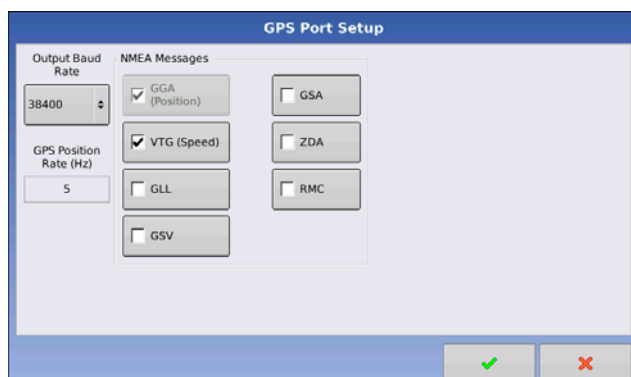 GPS Port Setup
Output Baud
Rate
38400
GPS Position
Rate (Hz)
5
NMEA Messages
GGA
(Position)
GSA
VTG (Speed)
ZDA
GLL
RMC
GSV